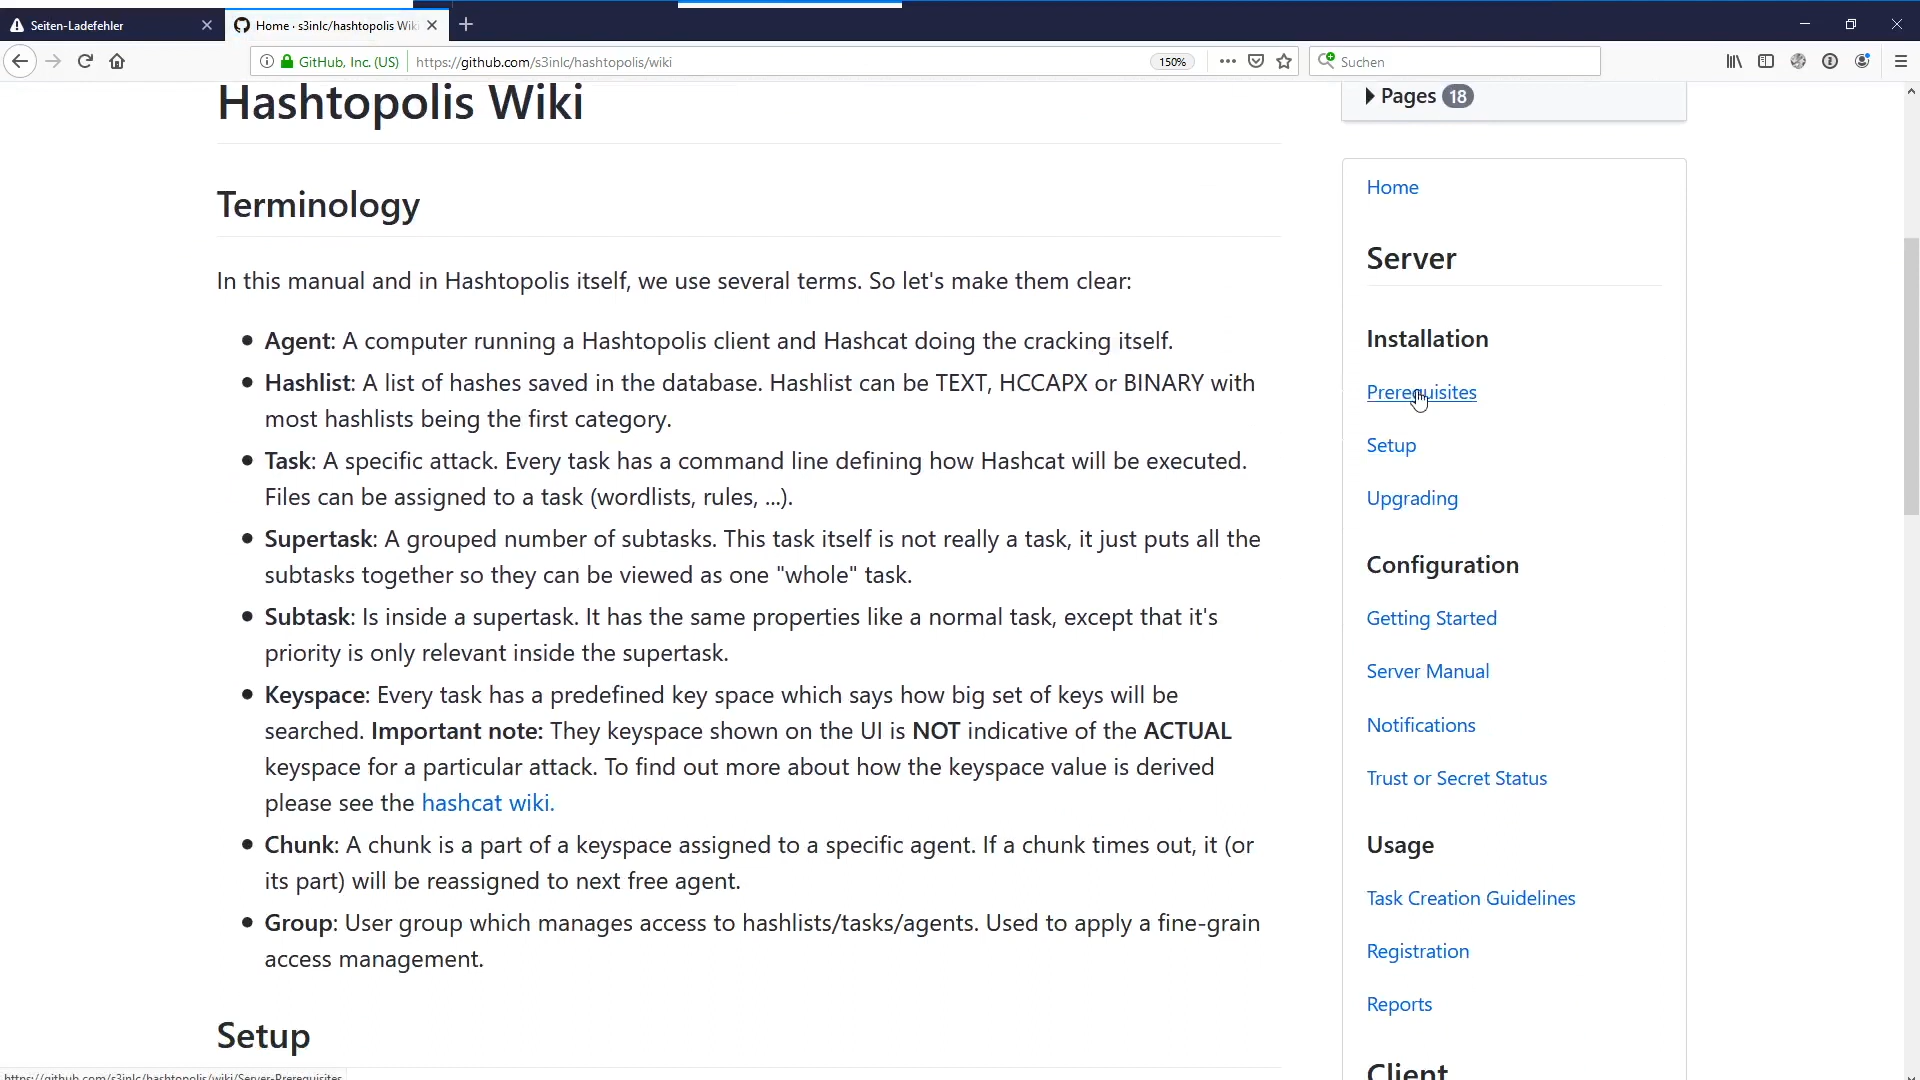 Seiten-Ladefehler
Home · s3inlc/hashtopolis Wiki
GitHub, Inc. (US)
https://github.com/s3inlc/hashtopolis/wiki
150%
Suchen
Hashtopolis Wiki
Terminology
In this manual and in Hashtopolis itself, we use several terms. So let's make them clear:
Agent: A computer running a Hashtopolis client and Hashcat doing the cracking itself.
Hashlist: A list of hashes saved in the database. Hashlist can be TEXT, HCCAPX or BINARY with
most hashlists being the first category.
Task: A specific attack. Every task has a command line defining how Hashcat will be executed.
Files can be assigned to a task (wordlists, rules, ...).
Supertask: A grouped number of subtasks. This task itself is not really a task, it just puts all the
subtasks together so they can be viewed as one "whole" task.
Subtask: Is inside a supertask. It has the same properties like a normal task, except that it's
priority is only relevant inside the supertask.
Keyspace: Every task has a predefined key space which says how big set of keys will be
searched. Important note: They keyspace shown on the UI is NOT indicative of the ACTUAL
keyspace for a particular attack. To find out more about how the keyspace value is derived
please see the hashcat wiki.
Chunk: A chunk is a part of a keyspace assigned to a specific agent. If a chunk times out, it (or
its part) will be reassigned to next free agent.
Group: User group which manages access to hashlists/tasks/agents. Used to apply a fine-grain
access management.
Setup
Pages 18
Home
Server
Installation
Prerequisites
Setup
Upgrading
Configuration
Getting Started
Server Manual
Notifications
Trust or Secret Status
Usage
Task Creation Guidelines
Registration
Reports
Client
https://github.com/s3inlc/hashtopolis/wiki/Server-Prerequisites